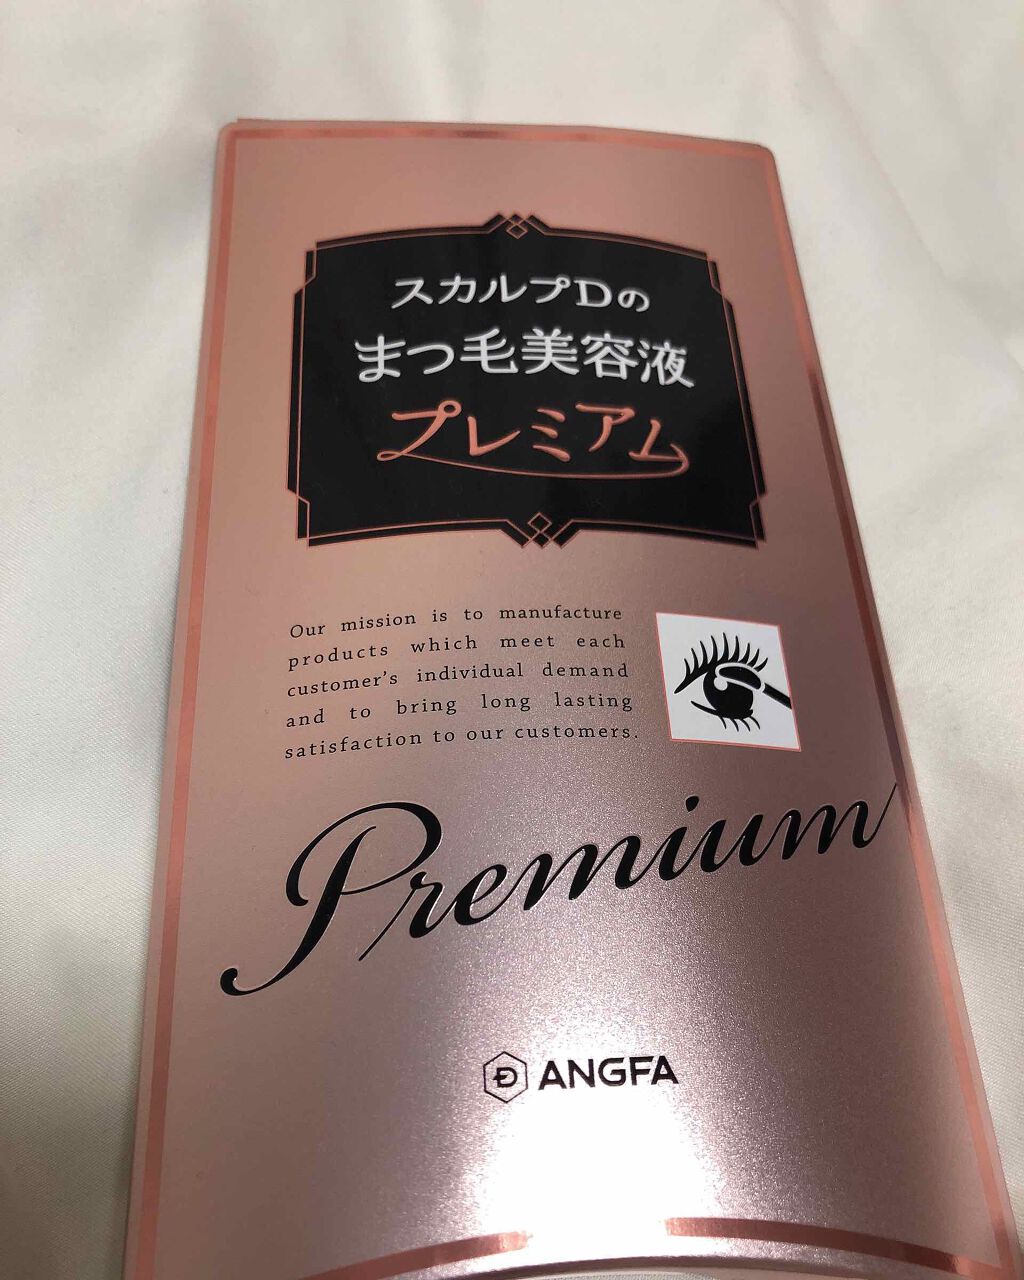 スカルプDの
まつ毛美容液
プレミアム
Our mission is to manufacture
products which meet each
customer's individual demand
and to bring long lasting
satisfaction to our customers.
Premium
D ANGFA